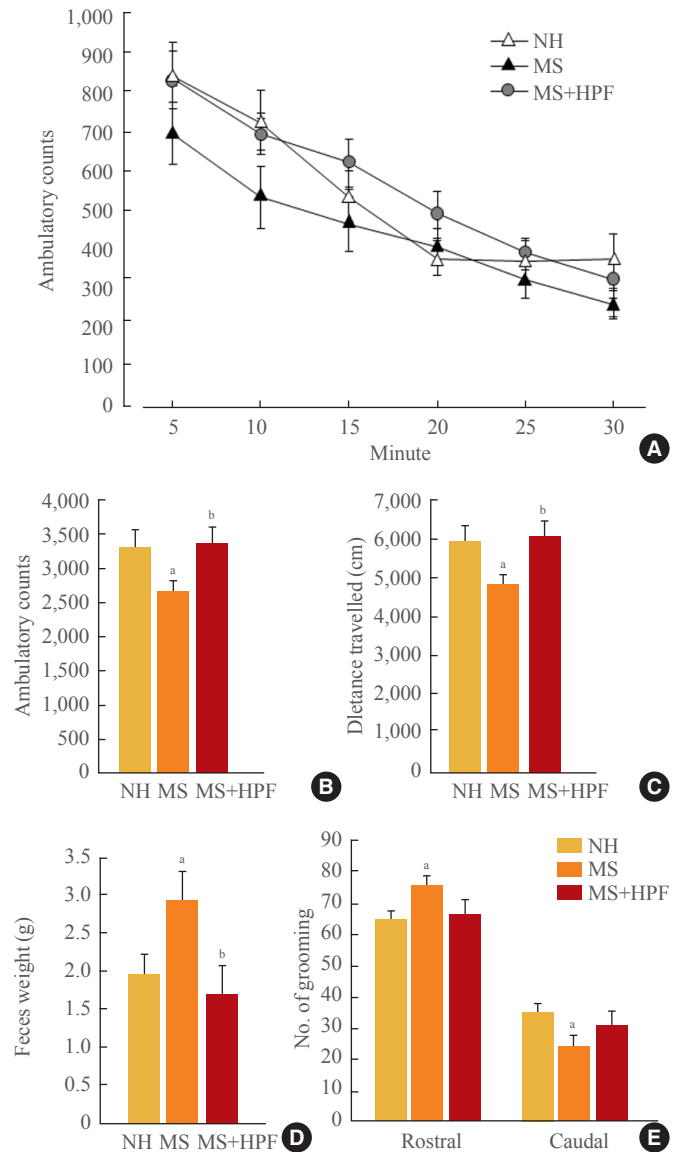 1,000
900
800
700
600
500
400
300
200
100
0
Ambulatory counts
NH
MS
MS+HPF
5 10 15 20 25 30
Minute
A
4,000
3,500
3,000
2,500
2,000
1,500
1,000
500
0
Ambulatory counts
a
b
NH MS MS+HPF
B
7,000
6,000
5,000
4,000
3,000
2,000
1,000
0
Dletance travelled (cm)
a
b
NH MS MS+HPF
C
3.5
3.0
2.5
2.0
1.5
1.0
0.5
0
Feces weight (g)
a
b
NH MS MS+HPF
D
90
80
70
60
50
40
30
20
10
0
No. of grooming
NH
MS
MS+HPF
a
a
Rostral Caudal
E